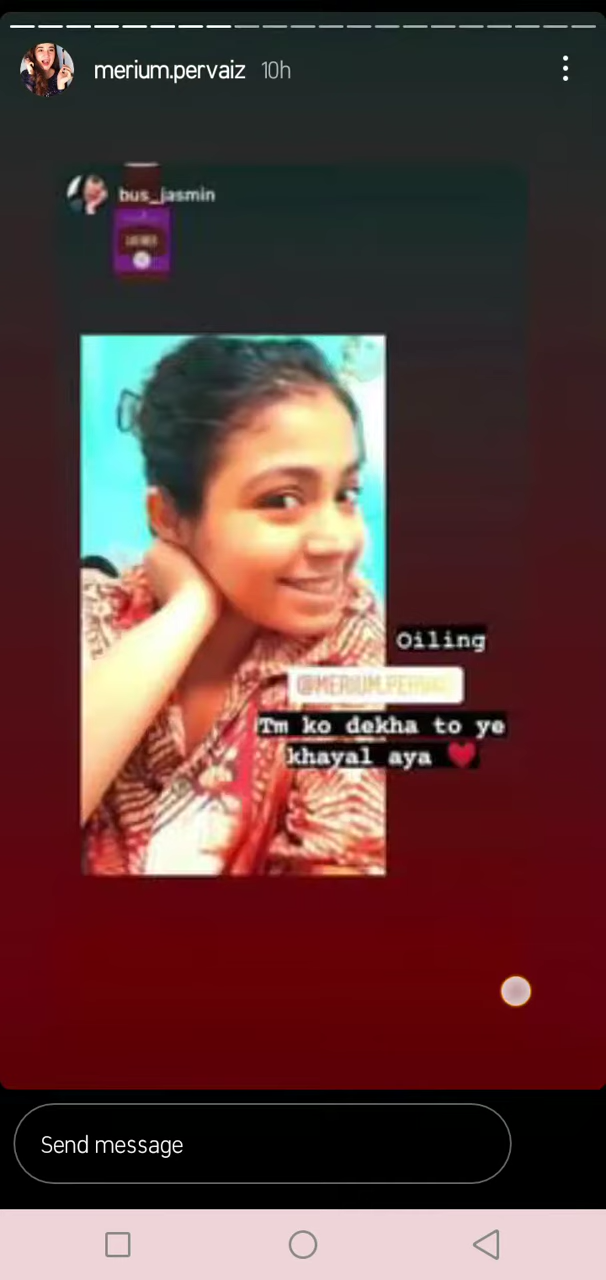 merium.pervaiz 10h
bus_jasmin
Oiling
@MERIUM.PERVAIZ
Tm ko dekha to ye
khayal aya
Send message